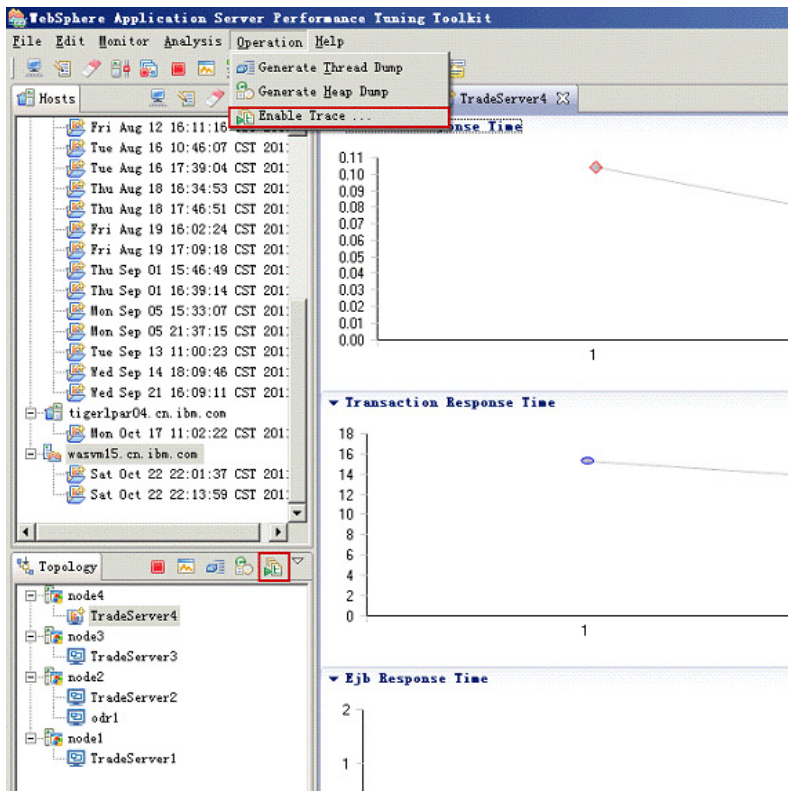 WebSphere Application Server Performance Tuning Toolkit
File Edit Monitor Analysis Operation Help
Generate Thread Dump
Generate Heap Dump
Enable Trace ...
Hosts
TradeServer4
Fri Aug 12 16:11:16
Tue Aug 16 10:46:07 CST 201
Tue Aug 16 17:39:04 CST 201
Thu Aug 18 16:34:53 CST 201
Thu Aug 18 17:46:51 CST 201
Fri Aug 19 16:02:24 CST 201
Fri Aug 19 17:09:18 CST 201
Thu Sep 01 15:46:49 CST 201
Thu Sep 01 16:39:14 CST 201
Mon Sep 05 15:33:07 CST 201
Mon Sep 05 21:37:15 CST 201
Tue Sep 13 11:00:23 CST 201
Wed Sep 14 18:09:46 CST 201
Wed Sep 21 16:09:11 CST 201
tigerlpar04.cn.ibm.com
Mon Oct 17 11:02:22 CST 201
wasvm15.cn.ibm.com
Sat Oct 22 22:01:37 CST 201
Sat Oct 22 22:13:59 CST 201
Topology
node4
TradeServer4
node3
TradeServer3
node2
TradeServer2
odr1
node1
TradeServer1
Time
0.11
0.10
0.09
0.08
0.07
0.06
0.05
0.04
0.03
0.02
0.01
0.00
1
Transaction Response Time
18
16
14
12
10
8
6
4
2
0
1
Ejb Response Time
2
1